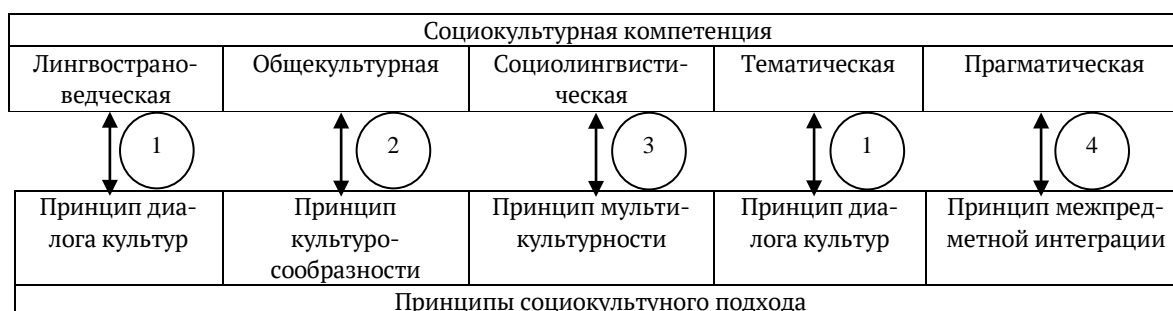 Социокультурная компетенция
Лингвострано-
ведческая
Общекультурная
Социолингвисти-
ческая
Тематическая
Прагматическая
1
2
3
1
4
Принцип диа-
лога культур
Принцип
культуро-
сообразности
Принцип мульти-
культурности
Принцип диа-
лога культур
Принцип межпред-
метной интеграции
Принципы социокультуного подхода